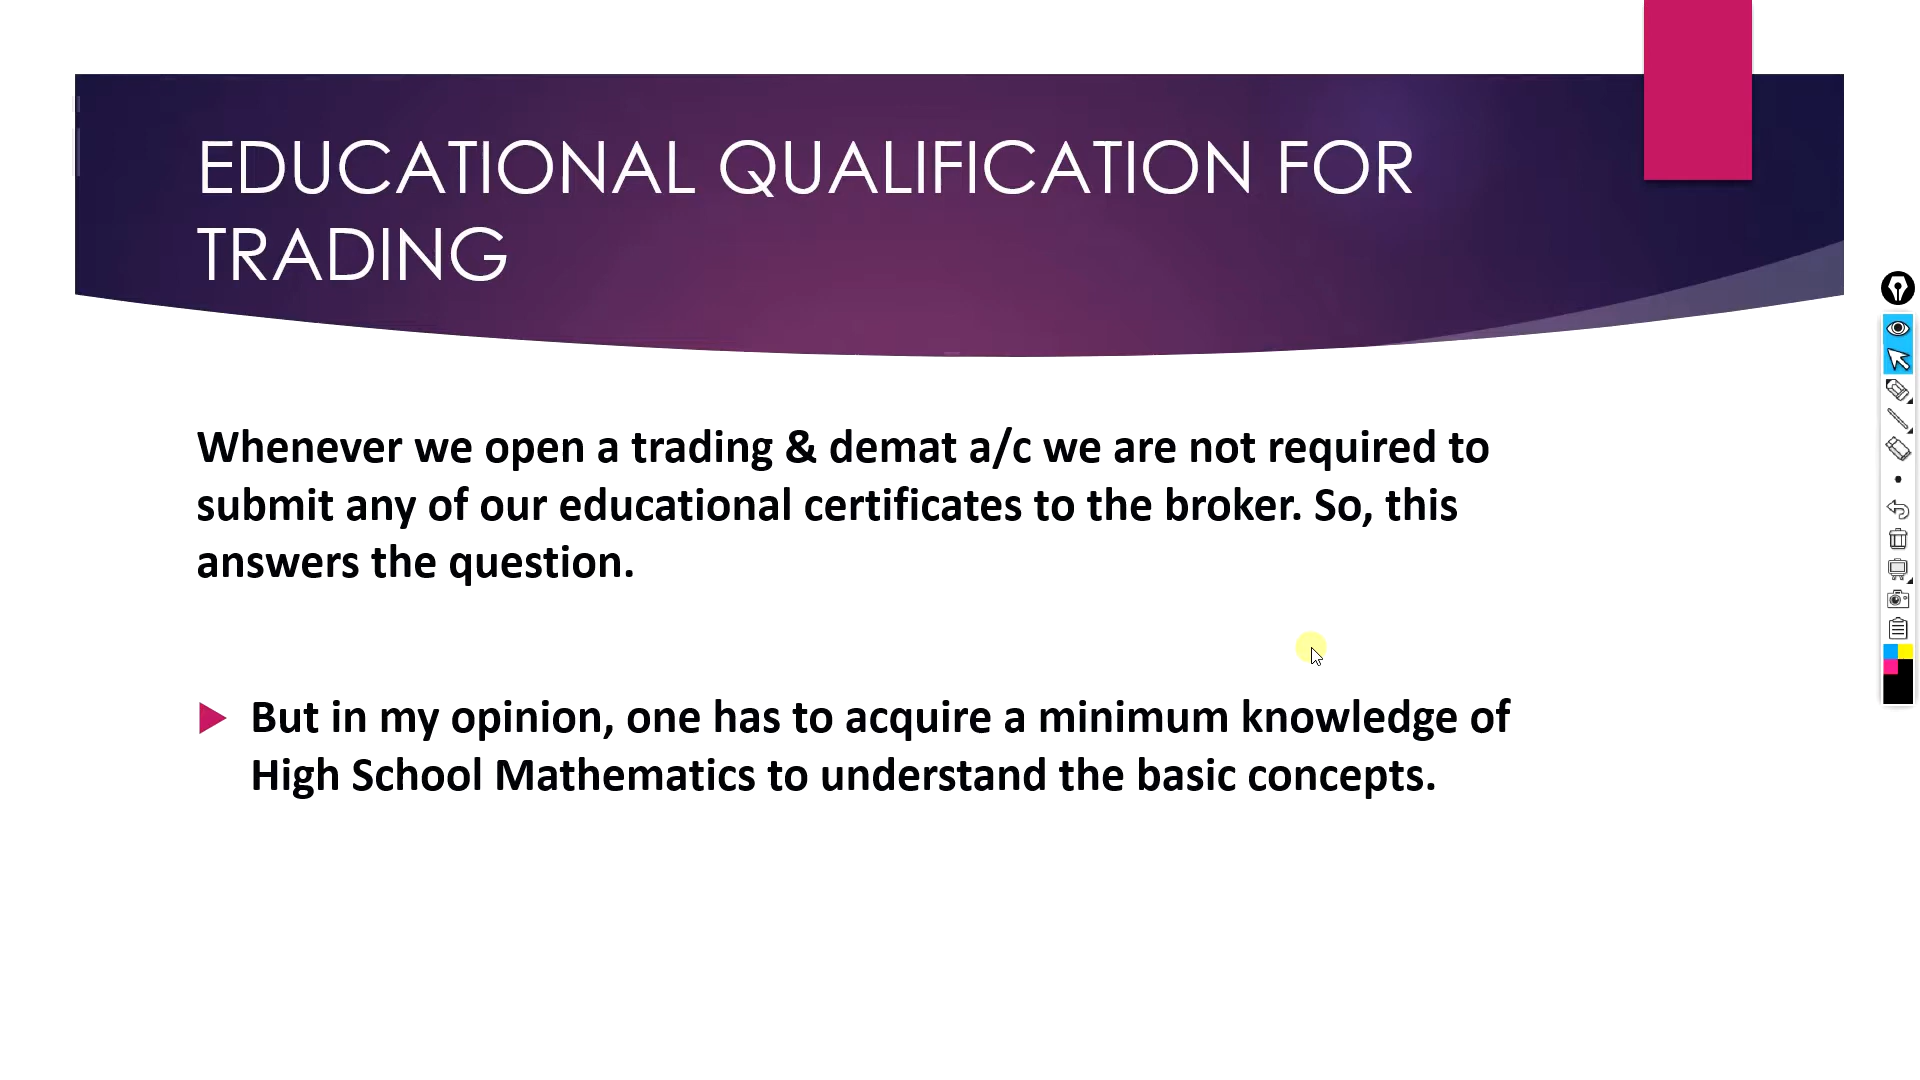 EDUCATIONAL QUALIFICATION FOR
TRADING
Whenever we open a trading & demat a/c we are not required to
submit any of our educational certificates to the broker. So, this
answers the question.
But in my opinion, one has to acquire a minimum knowledge of
High School Mathematics to understand the basic concepts.